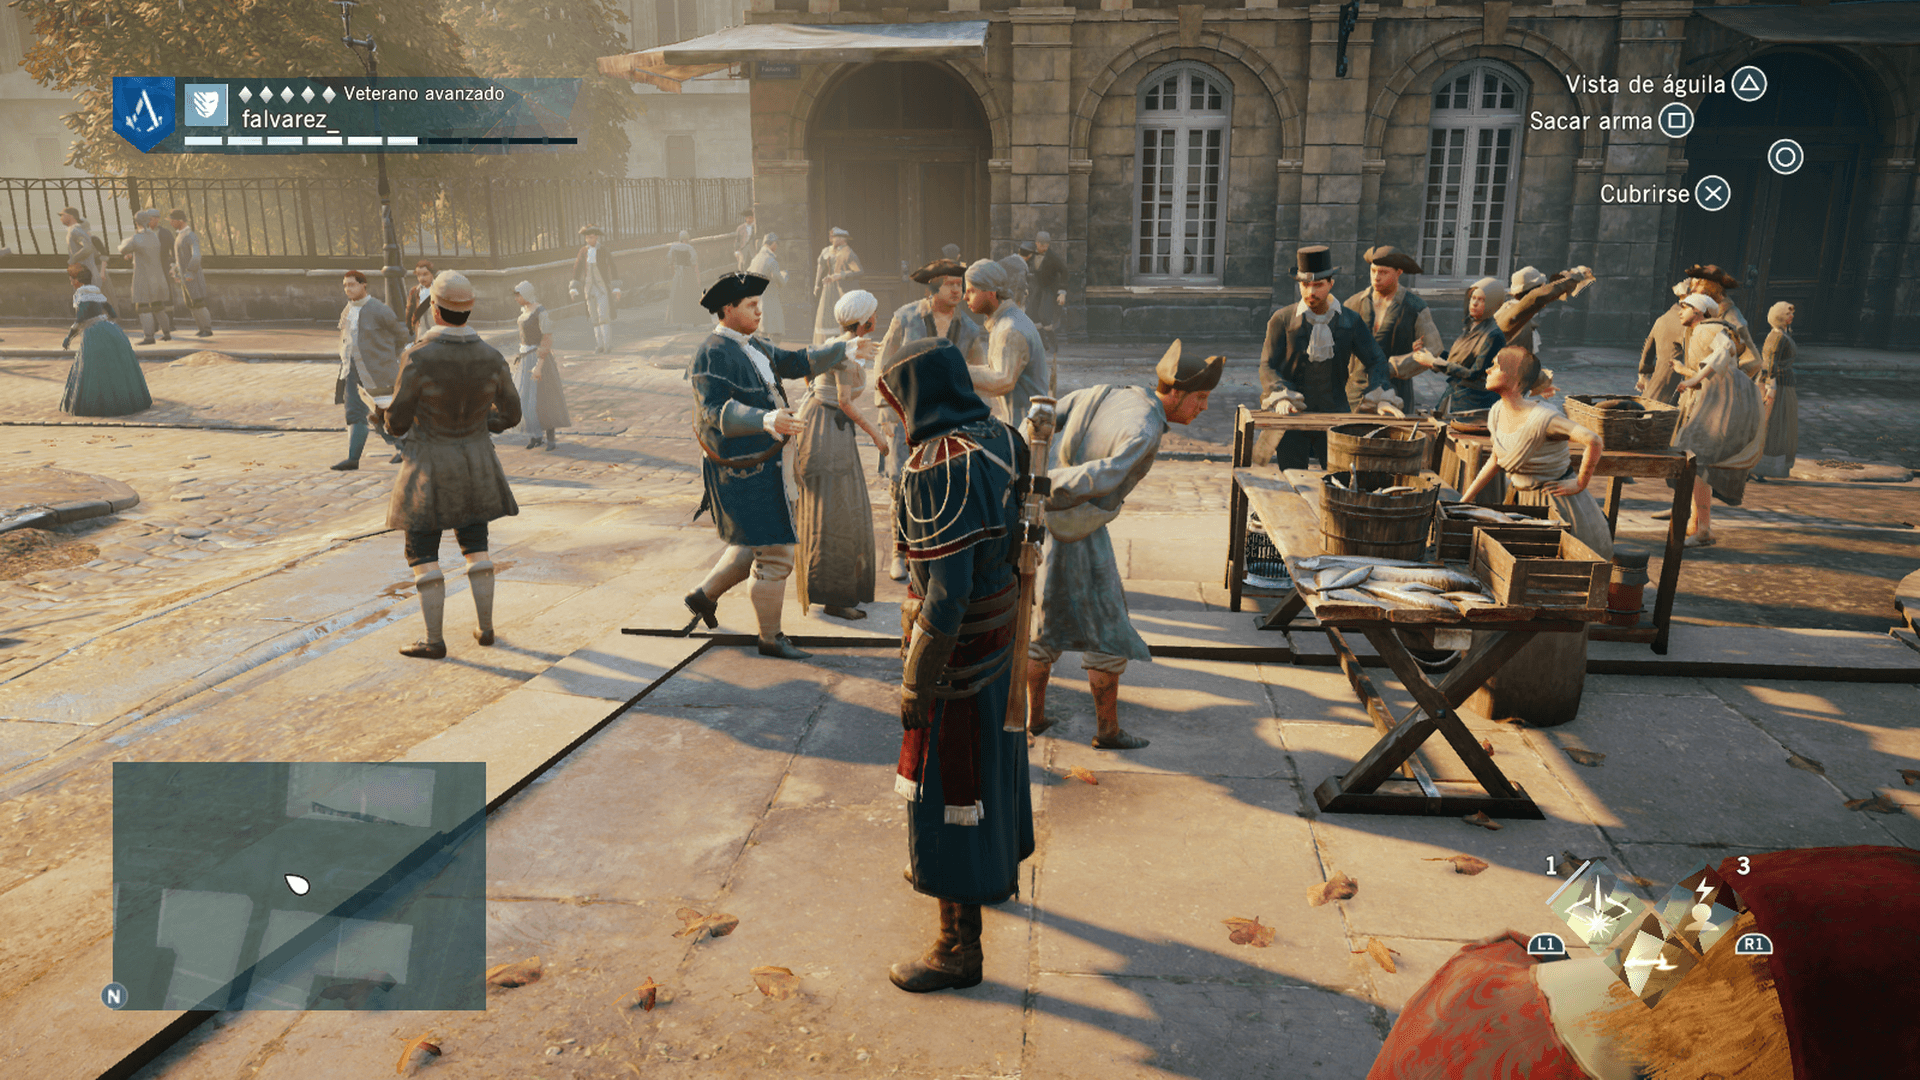 Veterano avanzado
falvarez_
Vista de águila
Sacar arma
Cubrirse
N
1
3
L1
R1